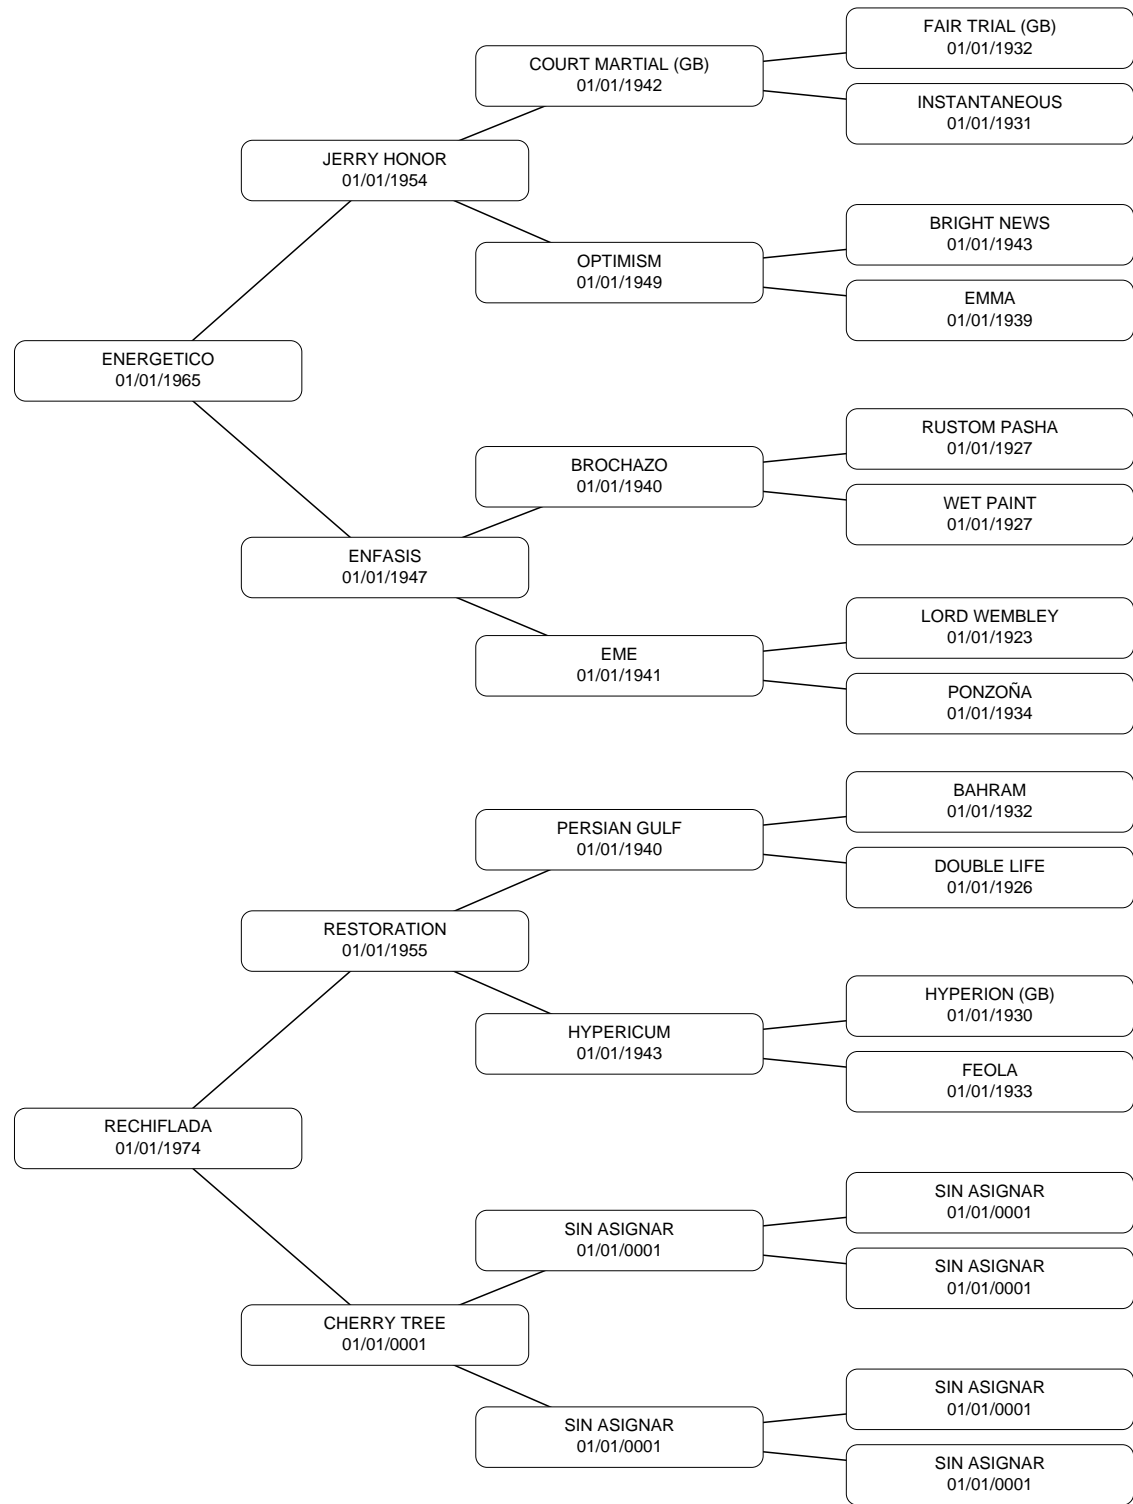 FAIR TRIAL (GB)
01/01/1932
COURT MARTIAL (GB)
01/01/1942
INSTANTANEOUS
01/01/1931
JERRY HONOR
01/01/1954
BRIGHT NEWS
01/01/1943
OPTIMISM
01/01/1949
EMMA
01/01/1939
ENERGETICO
01/01/1965
RUSTOM PASHA
01/01/1927
BROCHAZO
01/01/1940
WET PAINT
01/01/1927
ENFASIS
01/01/1947
LORD WEMBLEY
01/01/1923
EME
01/01/1941
PONZOÑA
01/01/1934
BAHRAM
01/01/1932
PERSIAN GULF
01/01/1940
DOUBLE LIFE
01/01/1926
RESTORATION
01/01/1955
HYPERION (GB)
01/01/1930
HYPERICUM
01/01/1943
FEOLA
01/01/1933
RECHIFLADA
01/01/1974
SIN ASIGNAR
01/01/0001
SIN ASIGNAR
01/01/0001
SIN ASIGNAR
01/01/0001
CHERRY TREE
01/01/0001
SIN ASIGNAR
01/01/0001
SIN ASIGNAR
01/01/0001
SIN ASIGNAR
01/01/0001